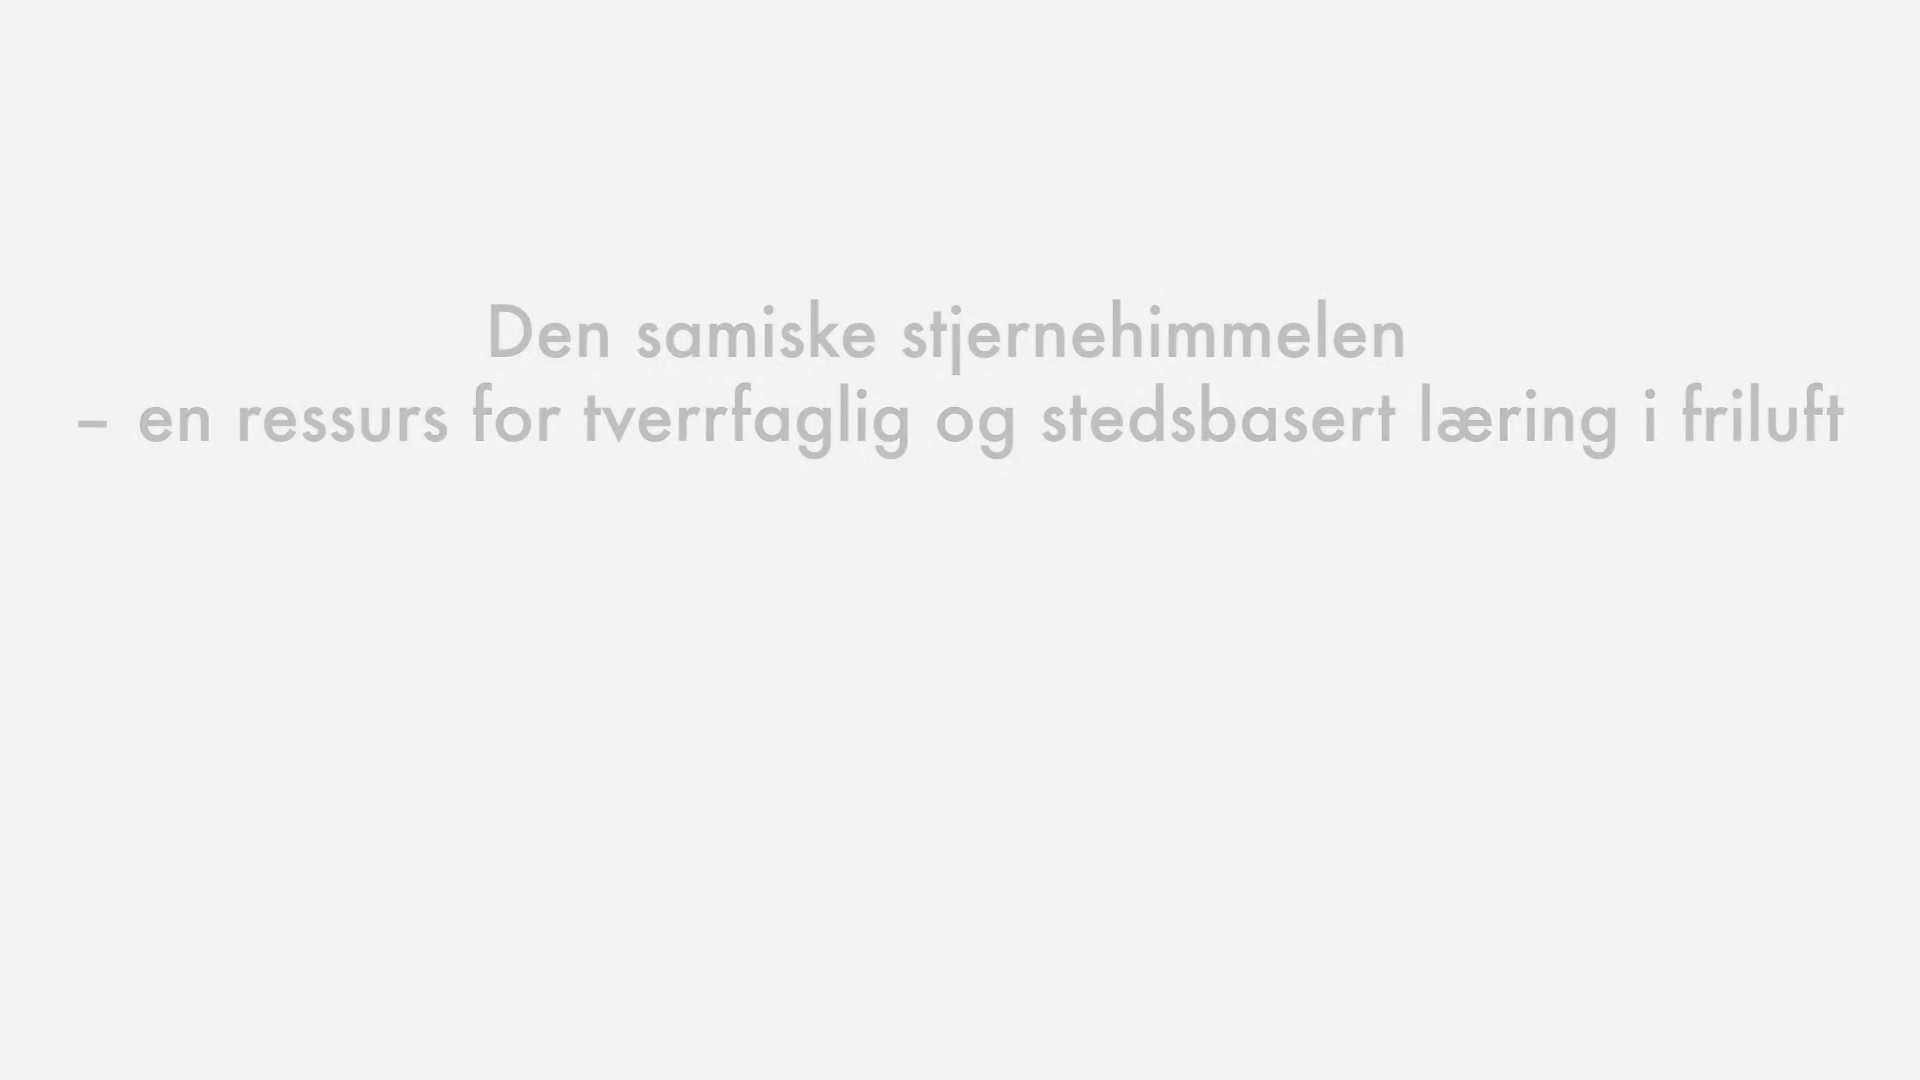 Den samiske stjernehimmelen
– en ressurs for tverrfaglig og stedsbasert læring i friluft